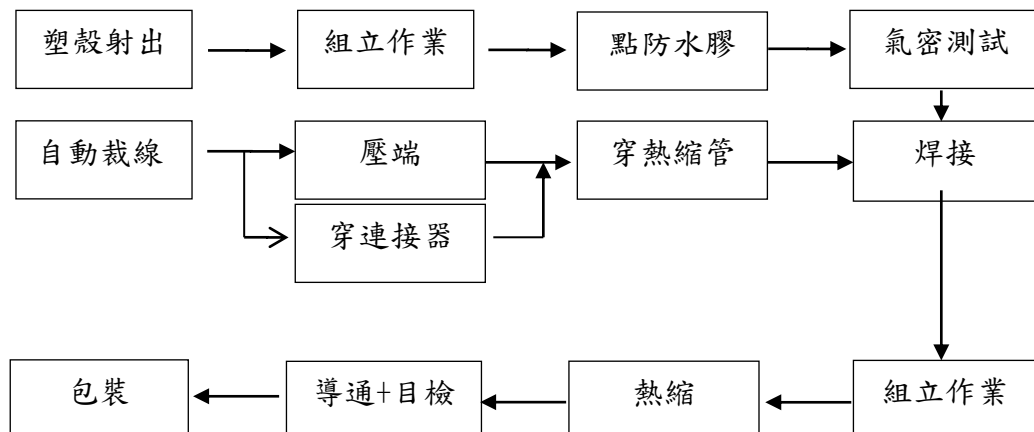 塑殼射出
組立作業
點防水膠
氣密測試
自動裁線
壓端
穿熱縮管
焊接
穿連接器
包裝
導通+目檢
熱縮
組立作業